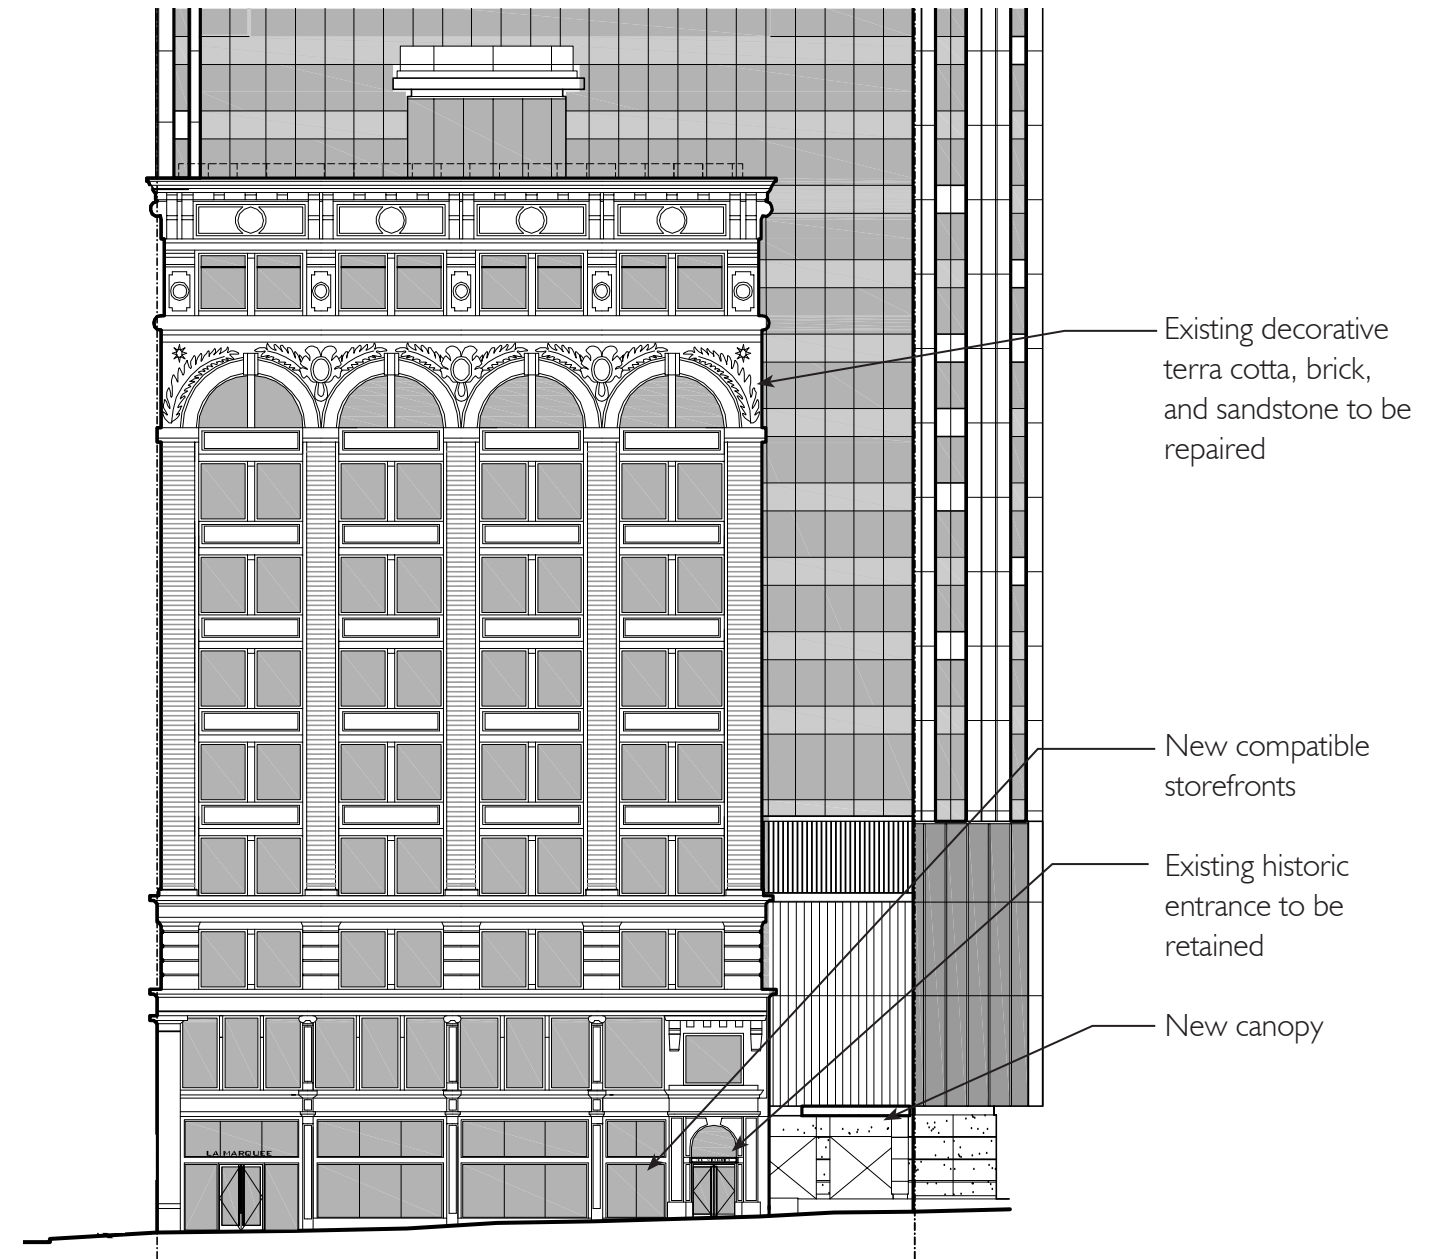 Existing decorative
terra cotta, brick,
and sandstone to be
repaired
New compatible
storefronts
Existing historic
entrance to be
retained
New canopy
LA MARQUEE